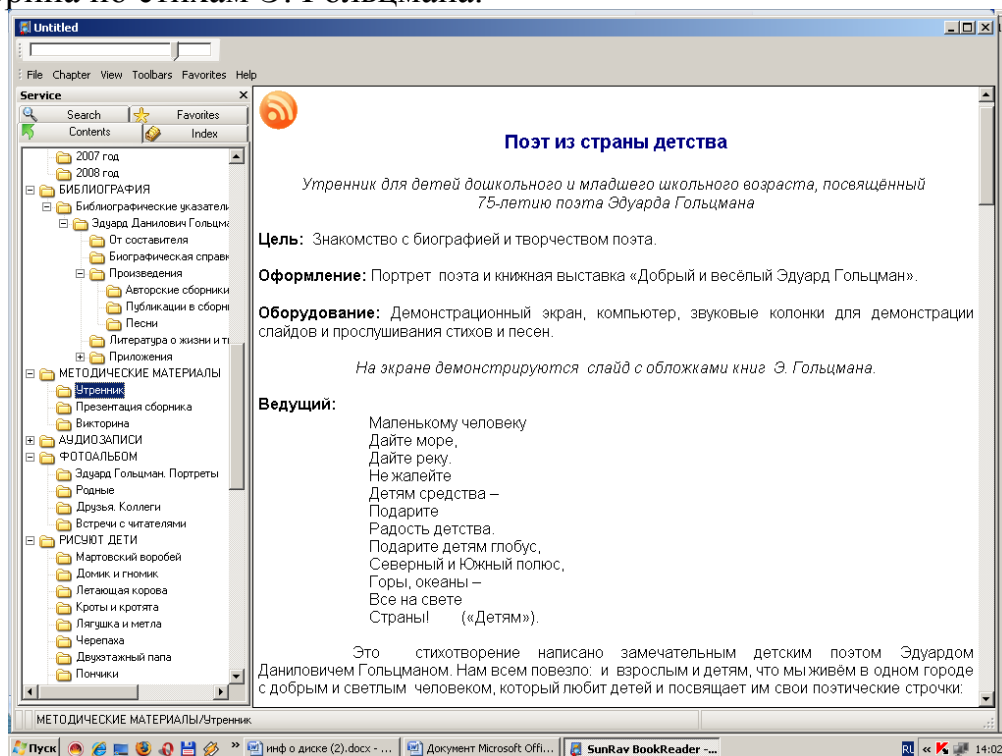 по стихам Э. Гольцмана.
Untitled
File Chapter View Toolbars Favorites Help
Service
Search Favorites
Contents Index
2007 год
2008 год
БИБЛИОГРАФИЯ
Библиографические указатели
Эдуард Данилович Гольцма
От составителя
Биографическая справк
Произведения
Авторские сборники
Публикации в сборн
Песни
Литература о жизни и т
Приложения
МЕТОДИЧЕСКИЕ МАТЕРИАЛЫ
Утренник
Презентация сборника
Викторина
АУДИОЗАПИСИ
ФОТОАЛЬБОМ
Эдуард Гольцман. Портреты
Родные
Друзья. Коллеги
Встречи с читателями
РИСУЮТ ДЕТИ
Мартовский воробей
Домик и гномик
Летающая корова
Кроты и кротята
Лягушка и метла
Черепаха
Двухэтажный папа
Пончики
Поэт из страны детства
Утренник для детей дошкольного и младшего школьного возраста, посвящённый
75-летию поэта Эдуарда Гольцмана
Цель: Знакомство с биографией и творчеством поэта.
Оформление: Портрет поэта и книжная выставка «Добрый и весёлый Эдуард Гольцман».
Оборудование: Демонстрационный экран, компьютер, звуковые колонки для демонстрации
слайдов и прослушивания стихов и песен.
На экране демонстрируются слайд с обложками книг Э. Гольцмана.
Ведущий:
Маленькому человеку
Дайте море,
Дайте реку.
Не жалейте
Детям средства –
Подарите
Радость детства.
Подарите детям глобус,
Северный и Южный полюс,
Горы, океаны –
Все на свете
Страны! («Детям»).
Это стихотворение написано замечательным детским поэтом Эдуардом
Даниловичем Гольцманом. Нам всем повезло: и взрослым и детям, что мы живём в одном городе
с добрым и светлым человеком, который любит детей и посвящает им свои поэтические строчки:
МЕТОДИЧЕСКИЕ МАТЕРИАЛЫ/Утренник
Пуск » инф о диске (2).docx - ... Документ Microsoft Offi... SunRav BookReader -... RU « 14:02